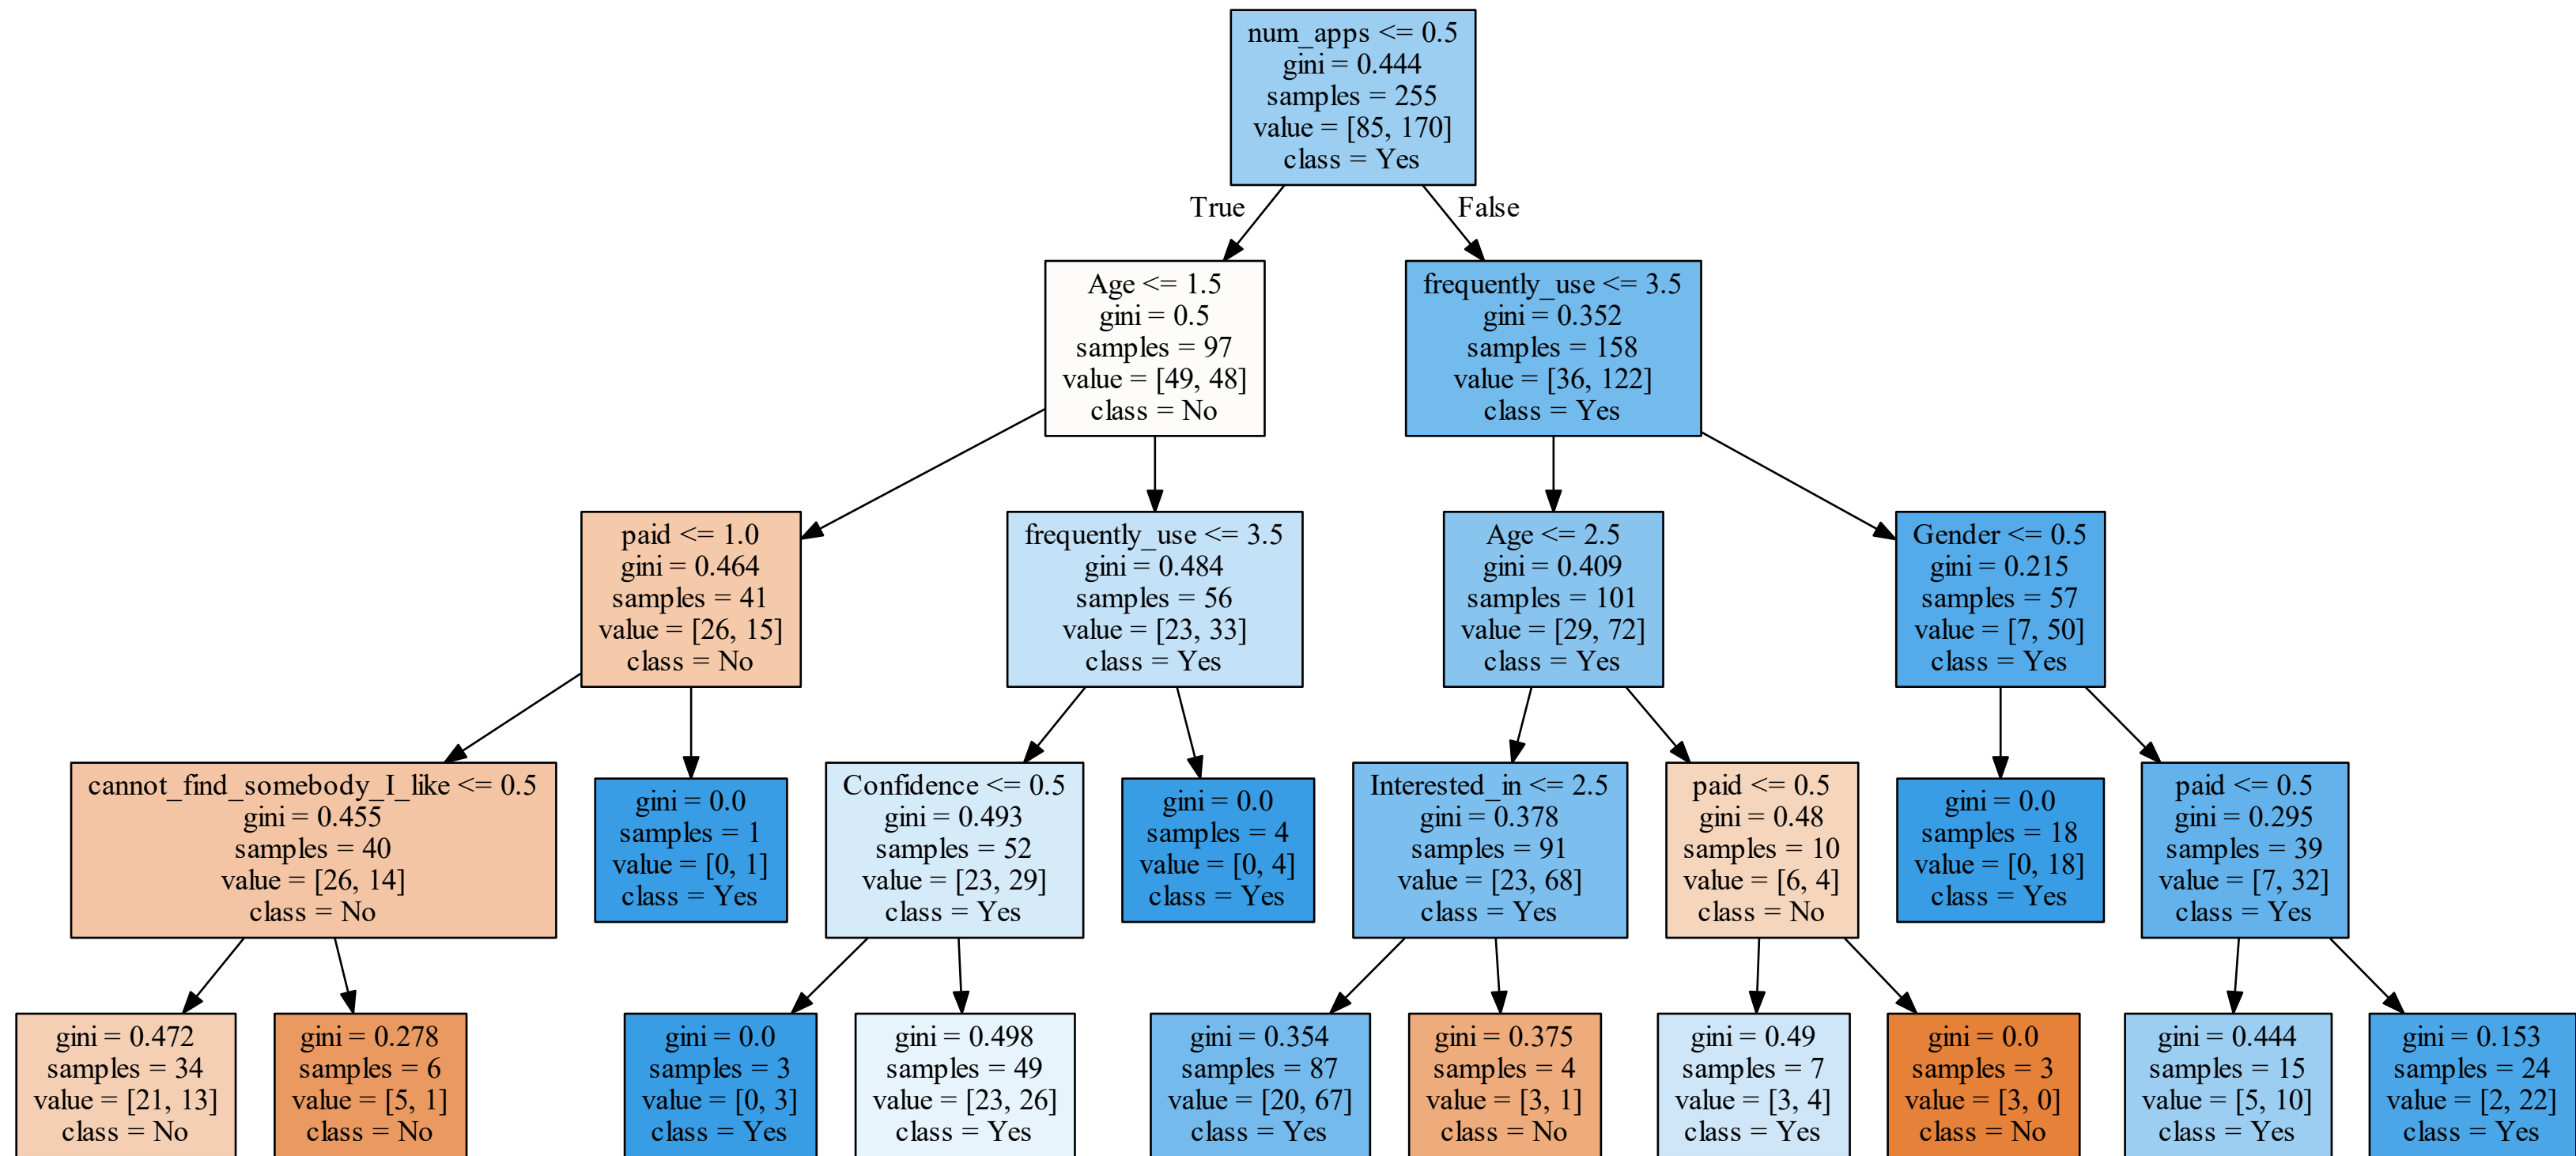 num_apps <= 0.5
gini = 0.444
samples = 255
value = [85, 170]
class = Yes
True
False
Age <= 1.5
gini = 0.5
samples = 97
value = [49, 48]
class = No
frequently_use <= 3.5
gini = 0.352
samples = 158
value = [36, 122]
class = Yes
paid <= 1.0
gini = 0.464
samples = 41
value = [26, 15]
class = No
frequently_use <= 3.5
gini = 0.484
samples = 56
value = [23, 33]
class = Yes
Age <= 2.5
gini = 0.409
samples = 101
value = [29, 72]
class = Yes
Gender <= 0.5
gini = 0.215
samples = 57
value = [7, 50]
class = Yes
cannot_find_somebody_I_like <= 0.5
gini = 0.455
samples = 40
value = [26, 14]
class = No
gini = 0.0
samples = 1
value = [0, 1]
class = Yes
Confidence <= 0.5
gini = 0.493
samples = 52
value = [23, 29]
class = Yes
gini = 0.0
samples = 4
value = [0, 4]
class = Yes
Interested_in <= 2.5
gini = 0.378
samples = 91
value = [23, 68]
class = Yes
paid <= 0.5
gini = 0.48
samples = 10
value = [6, 4]
class = No
gini = 0.0
samples = 18
value = [0, 18]
class = Yes
paid <= 0.5
gini = 0.295
samples = 39
value = [7, 32]
class = Yes
gini = 0.472
samples = 34
value = [21, 13]
class = No
gini = 0.278
samples = 6
value = [5, 1]
class = No
gini = 0.0
samples = 3
value = [0, 3]
class = Yes
gini = 0.498
samples = 49
value = [23, 26]
class = Yes
gini = 0.354
samples = 87
value = [20, 67]
class = Yes
gini = 0.375
samples = 4
value = [3, 1]
class = No
gini = 0.49
samples = 7
value = [3, 4]
class = Yes
gini = 0.0
samples = 3
value = [3, 0]
class = No
gini = 0.444
samples = 15
value = [5, 10]
class = Yes
gini = 0.153
samples = 24
value = [2, 22]
class = Yes